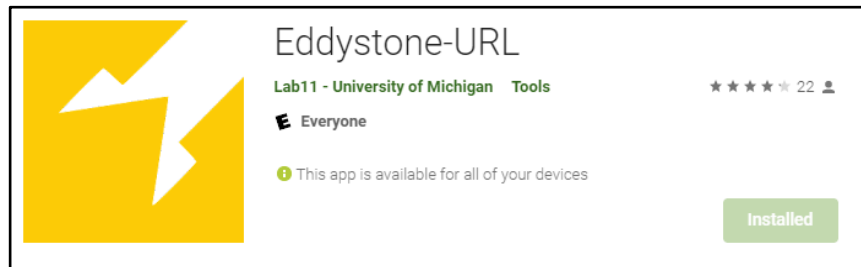 Eddystone-URL
Lab11 - University of Michigan Tools 22
E Everyone
This app is available for all of your devices
Installed